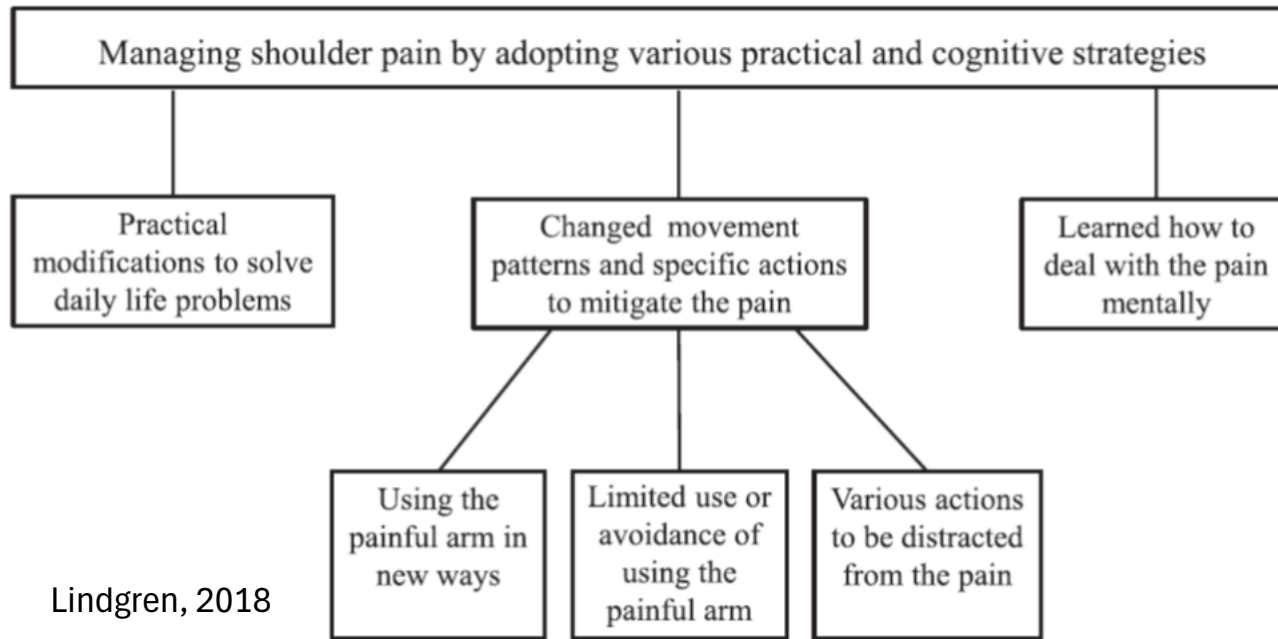 Managing shoulder pain by adopting various practical and cognitive strategies
Practical
modifications to solve
daily life problems
Changed movement
patterns and specific actions
to mitigate the pain
Learned how to
deal with the pain
mentally
Using the
painful arm in
new ways
Limited use or
avoidance of
using the
painful arm
Various actions
to be distracted
from the pain
Lindgren, 2018